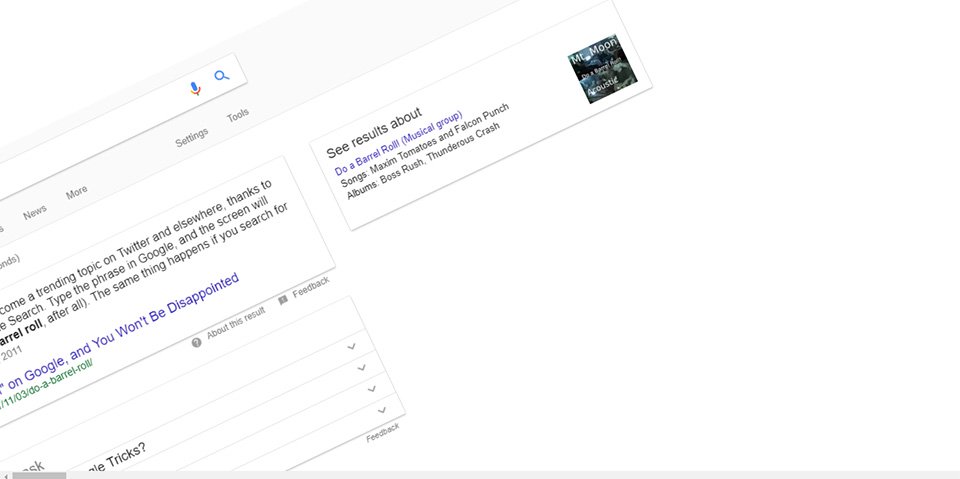 Settings
Tools
s
News
More
onds)
come a trending topic on Twitter and elsewhere, thanks to
e Search. Type the phrase in Google, and the screen will
arrel roll, after all). The same thing happens if you search for
2011
" on Google, and You Won't Be Disappointed
/11/03/do-a-barrel-roll/
About this result
Feedback
sk
gle Tricks?
Feedback
See results about
Do a Barrel Roll! (Musical group)
Songs: Maxim Tomatoes and Falcon Punch
Albums: Boss Rush, Thunderous Crash
Mt. Moon
Do a Barrel Roll!
Acoustic